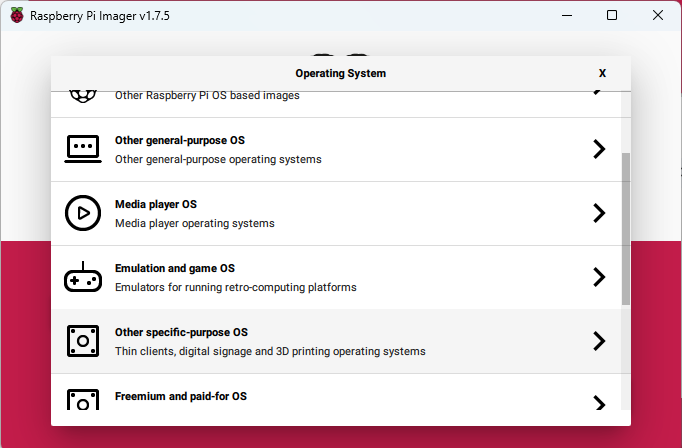 Raspberry Pi Imager v1.7.5
Operating System
X
Other Raspberry Pi OS based images
Other general-purpose OS
Other general-purpose operating systems
Media player OS
Media player operating systems
Emulation and game OS
Emulators for running retro-computing platforms
Other specific-purpose OS
Thin clients, digital signage and 3D printing operating systems
Freemium and paid-for OS